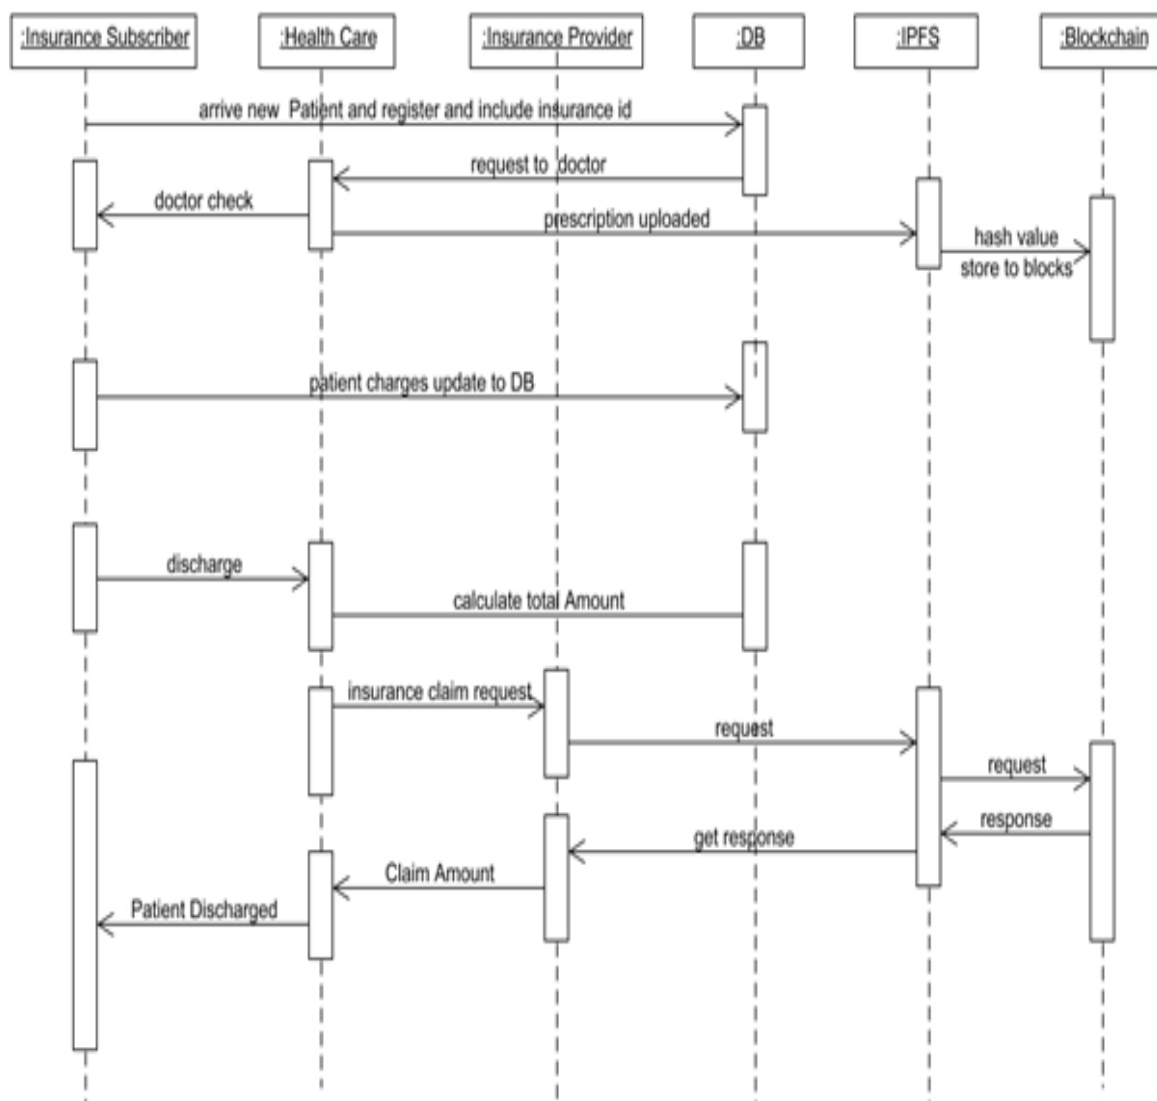 :Insurance Subscriber
:Health Care
:Insurance Provider
:DB
:IPFS
:Blockchain
arrive new Patient and register and include insurance id
request to doctor
doctor check
prescription uploaded
hash value
store to blocks
patient charges update to DB
discharge
calculate total Amount
insurance claim request
request
request
response
get response
Claim Amount
Patient Discharged